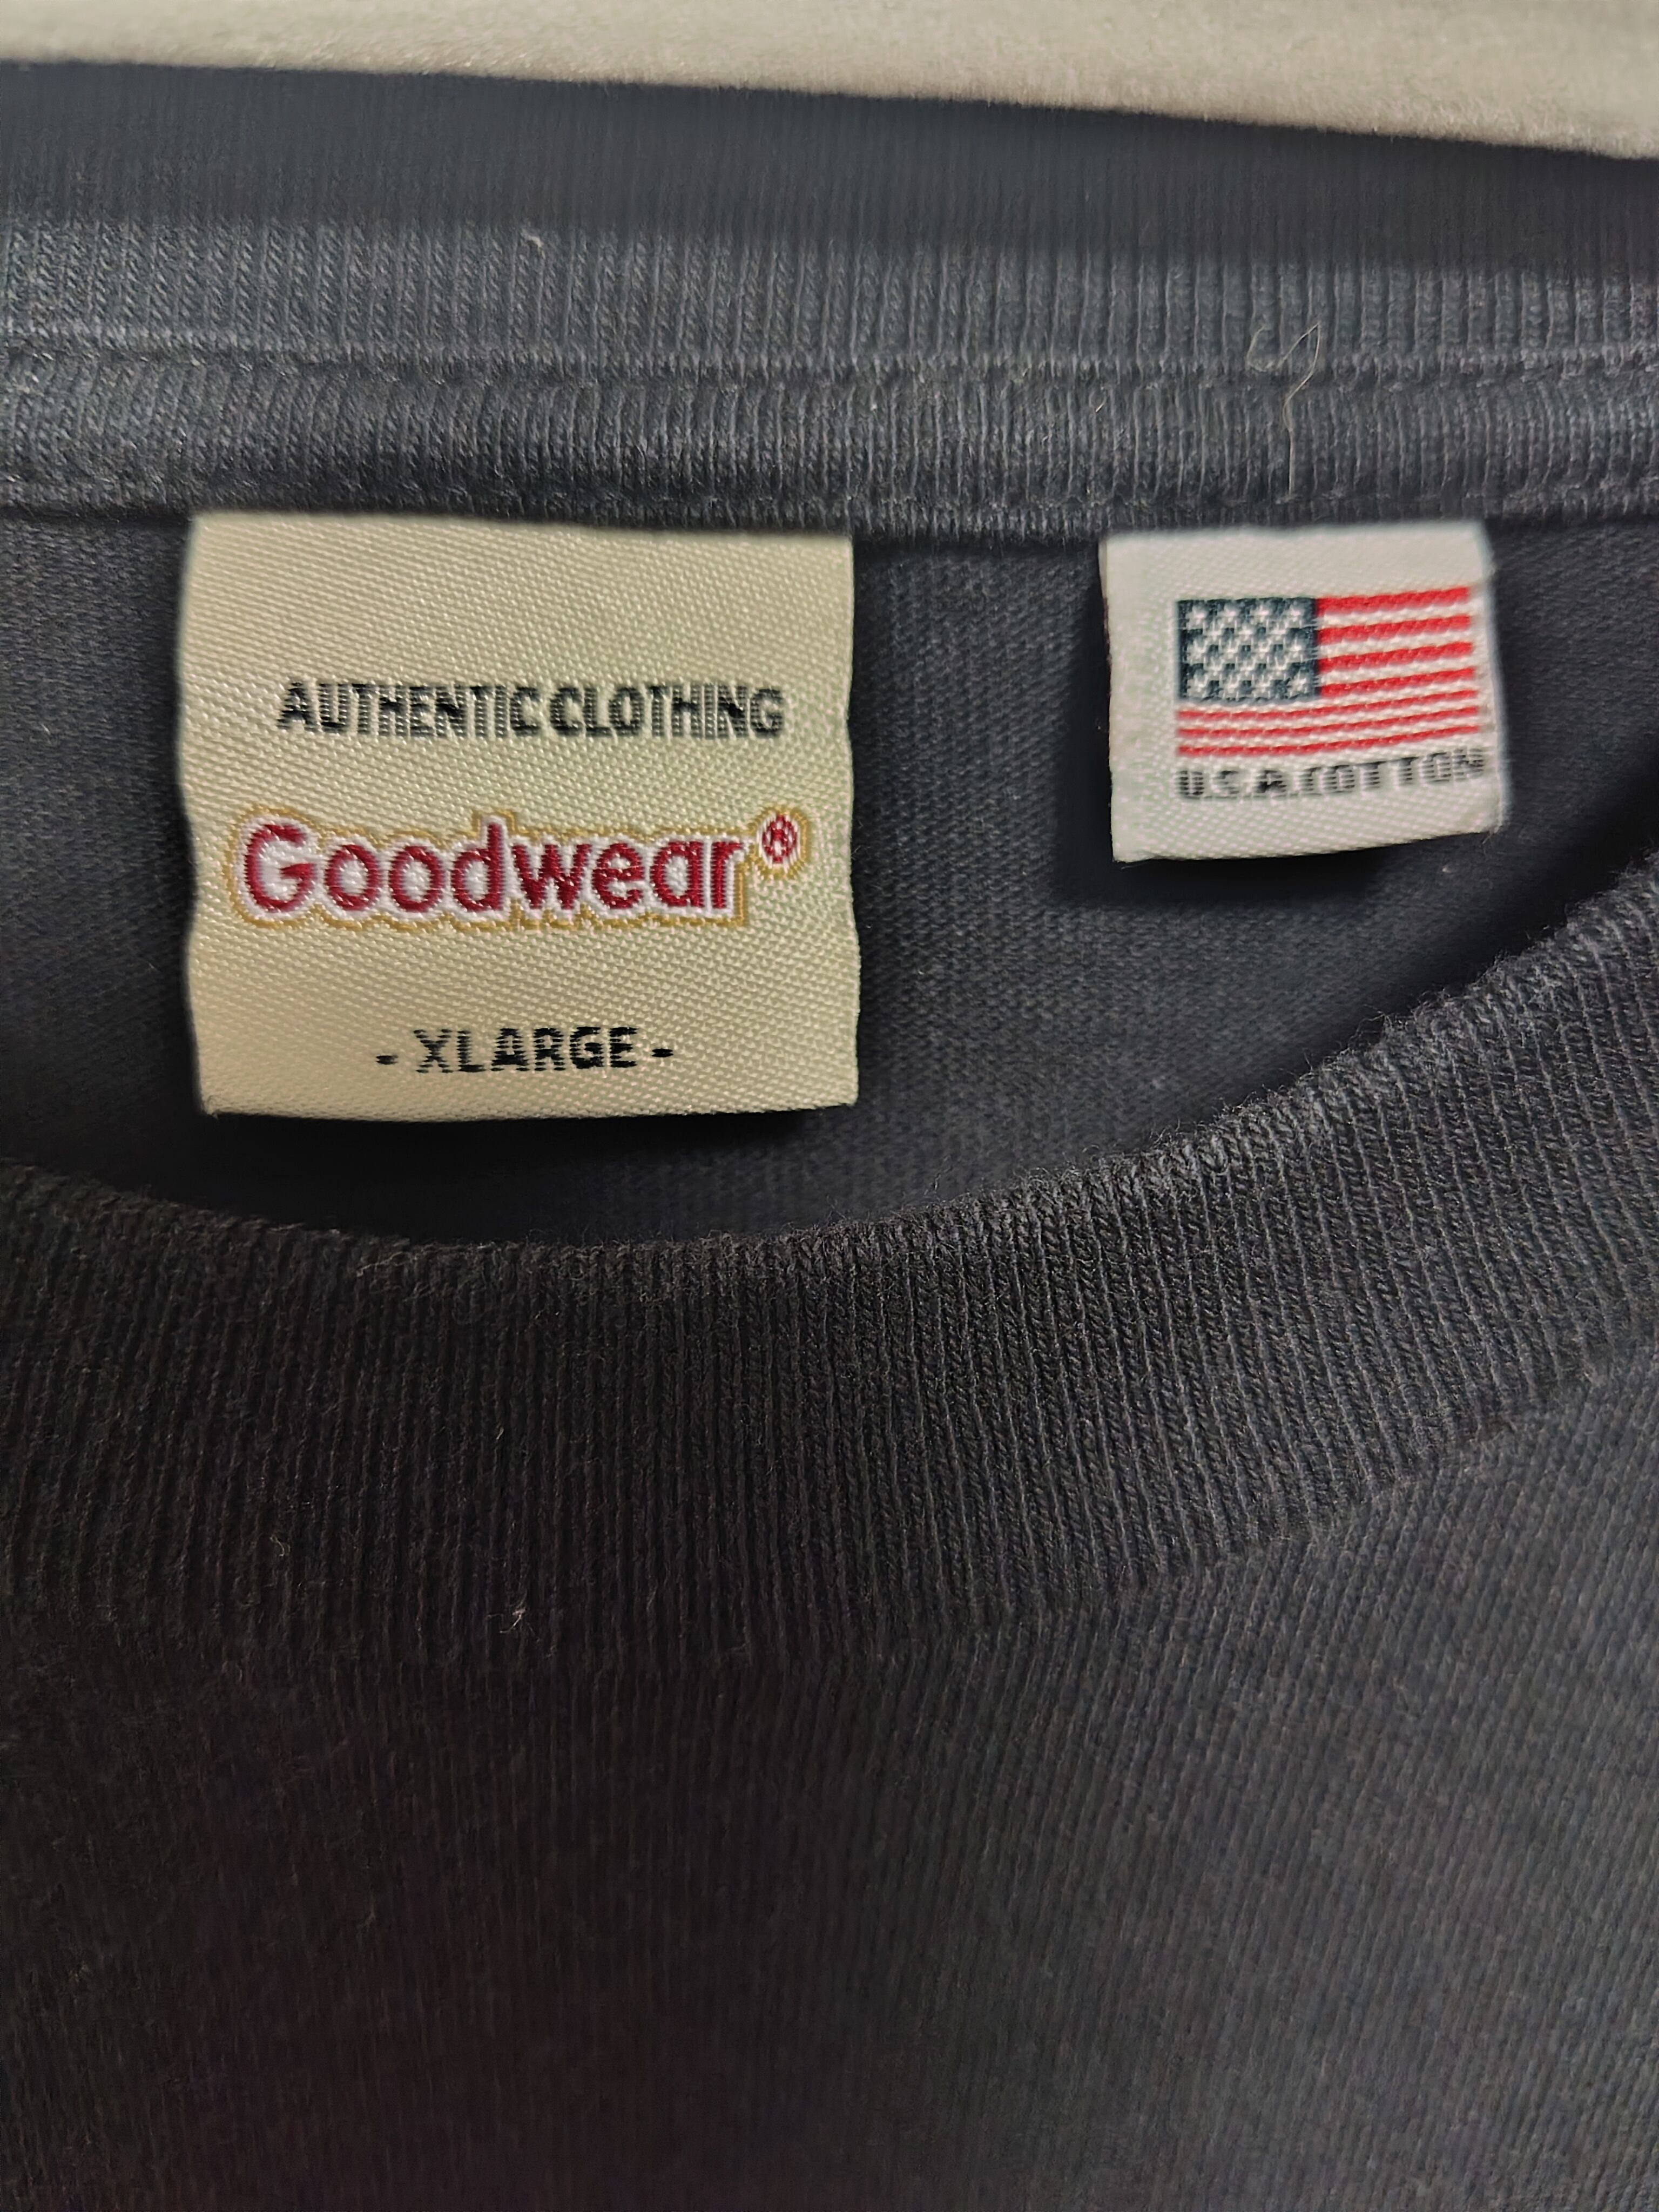 AUTHENTIC CLOTHING
Goodwear®
- XLARGE -
U.S.A. COTTON